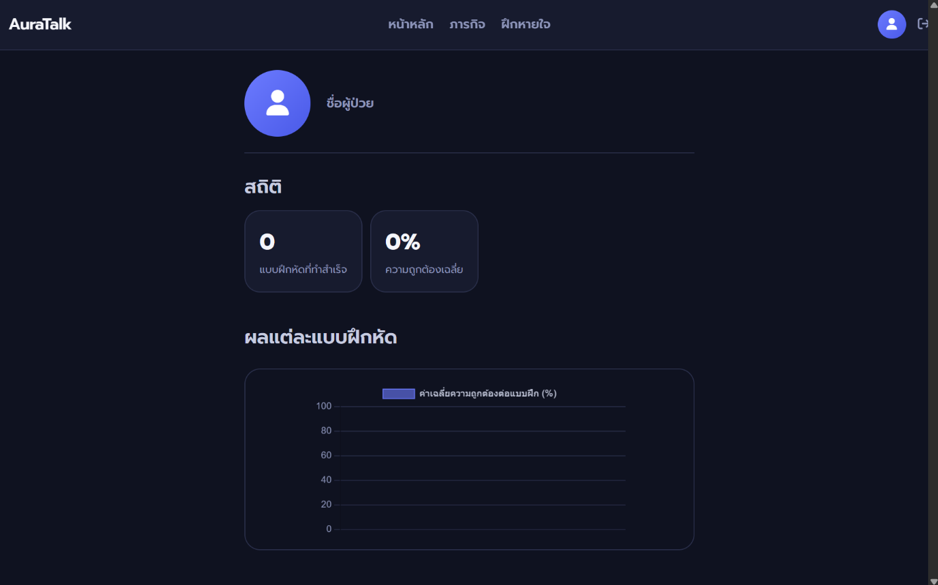 AuraTalk
หน้าหลัก ภารกิจ ฝึกหายใจ
ชื่อผู้ป่วย
สถิติ
0
แบบฝึกหัดที่ทำสำเร็จ
0%
ความถูกต้องเฉลี่ย
ผลแต่ละแบบฝึกหัด
ค่าเฉลี่ยความถูกต้องต่อแบบฝึก (%)
100
80
60
40
20
0